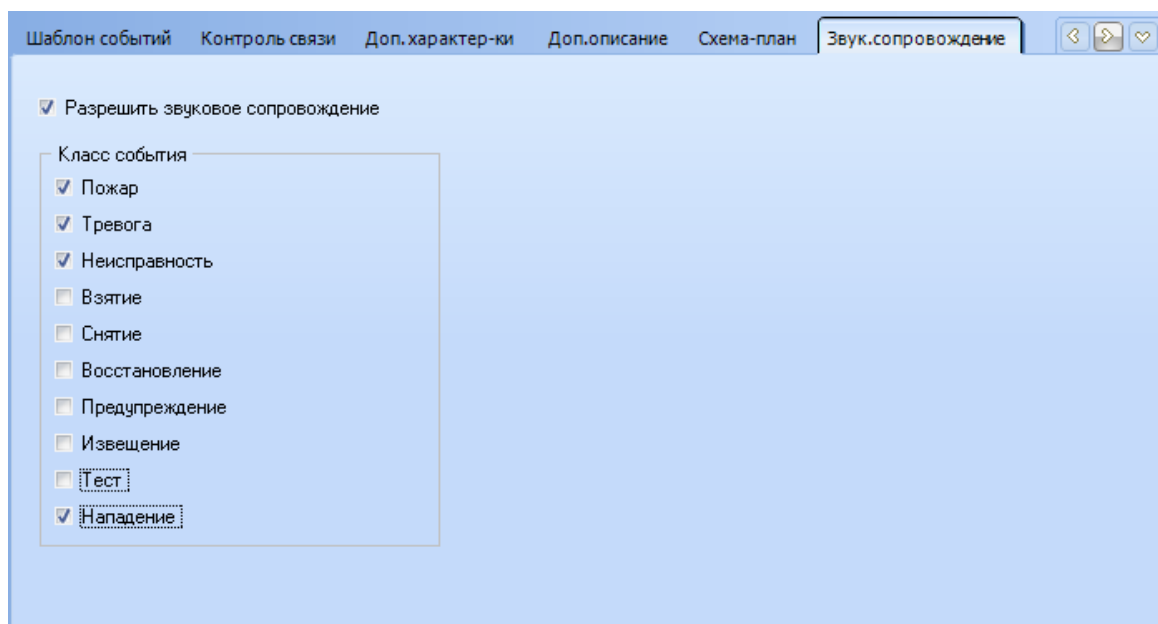 Шаблон событий Контроль связи Доп.характер-ки Доп.описание Схема-план Звук.сопровождение
Разрешить звуковое сопровождение
Класс события
Пожар
Тревога
Неисправность
Взятие
Снятие
Восстановление
Предупреждение
Извещение
Тест
Нападение